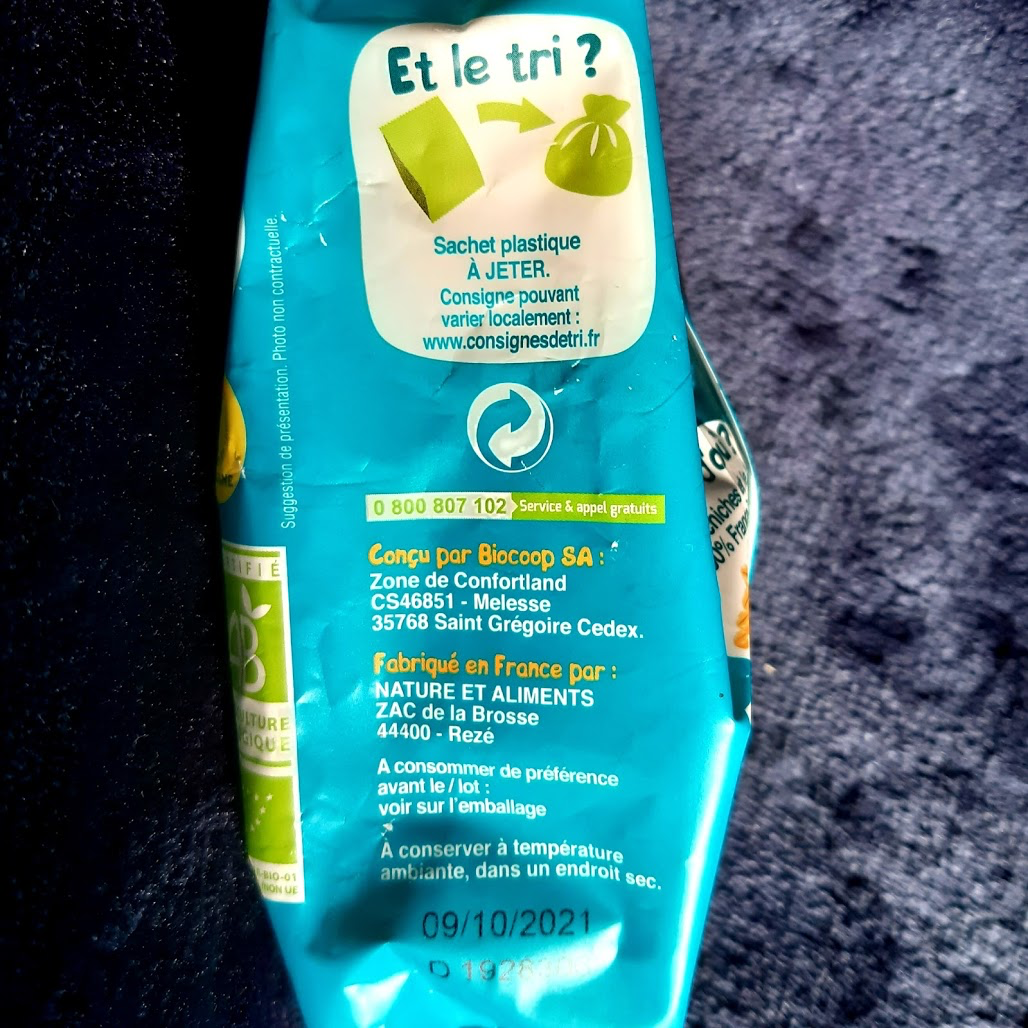 Et le tri ?
Sachet plastique
À JETER.
Consigne pouvant
varier localement :
www.consignesdetri.fr
Suggestion de présentation. Photo non contractuelle.
0 800 807 102 Service & appel gratuits
Conçu par Biocoop SA :
Zone de Confortland
CS46851 - Melesse
35768 Saint Grégoire Cedex.
Fabriqué en France par :
NATURE ET ALIMENTS
ZAC de la Brosse
44400 - Rezé
A consommer de préférence
avant le / lot :
voir sur l'emballage
À conserver à température
ambiante, dans un endroit sec.
09/10/2021
AB